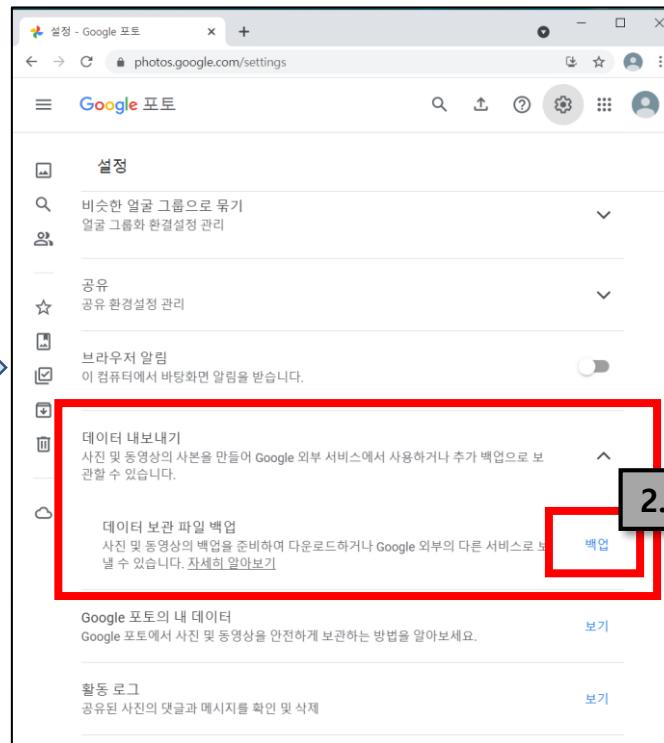 설정 - Google 포토
photos.google.com/settings
Google 포토
설정
비슷한 얼굴 그룹으로 묶기
얼굴 그룹화 환결설정 관리
공유
공유 환경설정 관리
브라우저 알림
이 컴퓨터에서 바탕화면 알림을 받습니다.
데이터 내보내기
사진 및 동영상의 사본을 만들어 Google 외부 서비스에서 사용하거나 추가 백업으로 보
관할 수 있습니다.
2.
데이터 보관 파일 백업
사진 및 동영상의 백업을 준비하여 다운로드하거나 Google 외부의 다른 서비스로 보
낼 수 있습니다. 자세히 알아보기
백업
Google 포토의 내 데이터
Google 포토에서 사진 및 동영상을 안전하게 보관하는 방법을 알아보세요.
보기
활동 로그
공유된 사진의 댓글과 메시지를 확인 및 삭제
보기